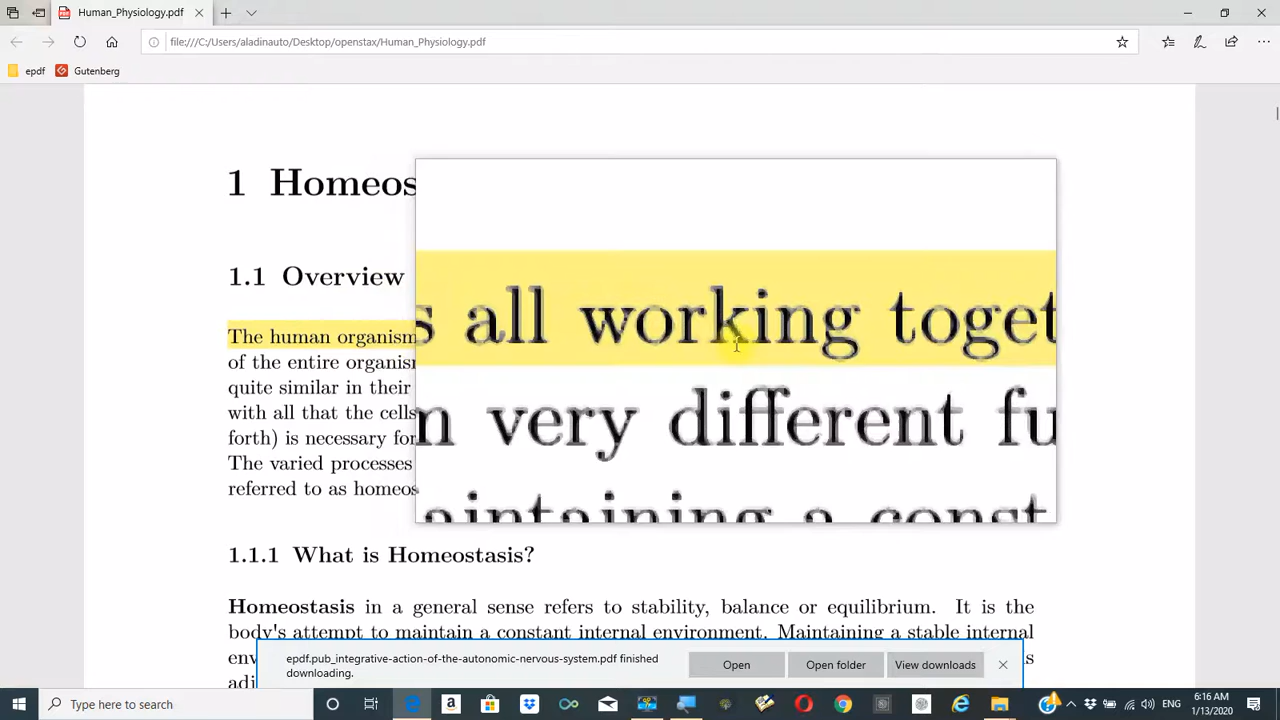 Human_Physiology.pdf
file:///C:/Users/aladinauto/Desktop/openstax/Human_Physiology.pdf
epdf
Gutenberg
1 Homeos
1.1 Overview
The human organism
of the entire organisr
quite similar in their
with all that the cells
forth) is necessary for
The varied processes
referred to as homeos
s all working toget
n very different fu
aintaining a const
1.1.1 What is Homeostasis?
Homeostasis in a general sense refers to stability, balance or equilibrium. It is the
body's attempt to maintain a constant internal environment. Maintaining a stable internal
env
s
adj
epdf.pub_integrative-action-of-the-autonomic-nervous-system.pdf finished
downloading.
Open
Open folder
View downloads
Type here to search
ENG
6:16 AM
1/13/2020